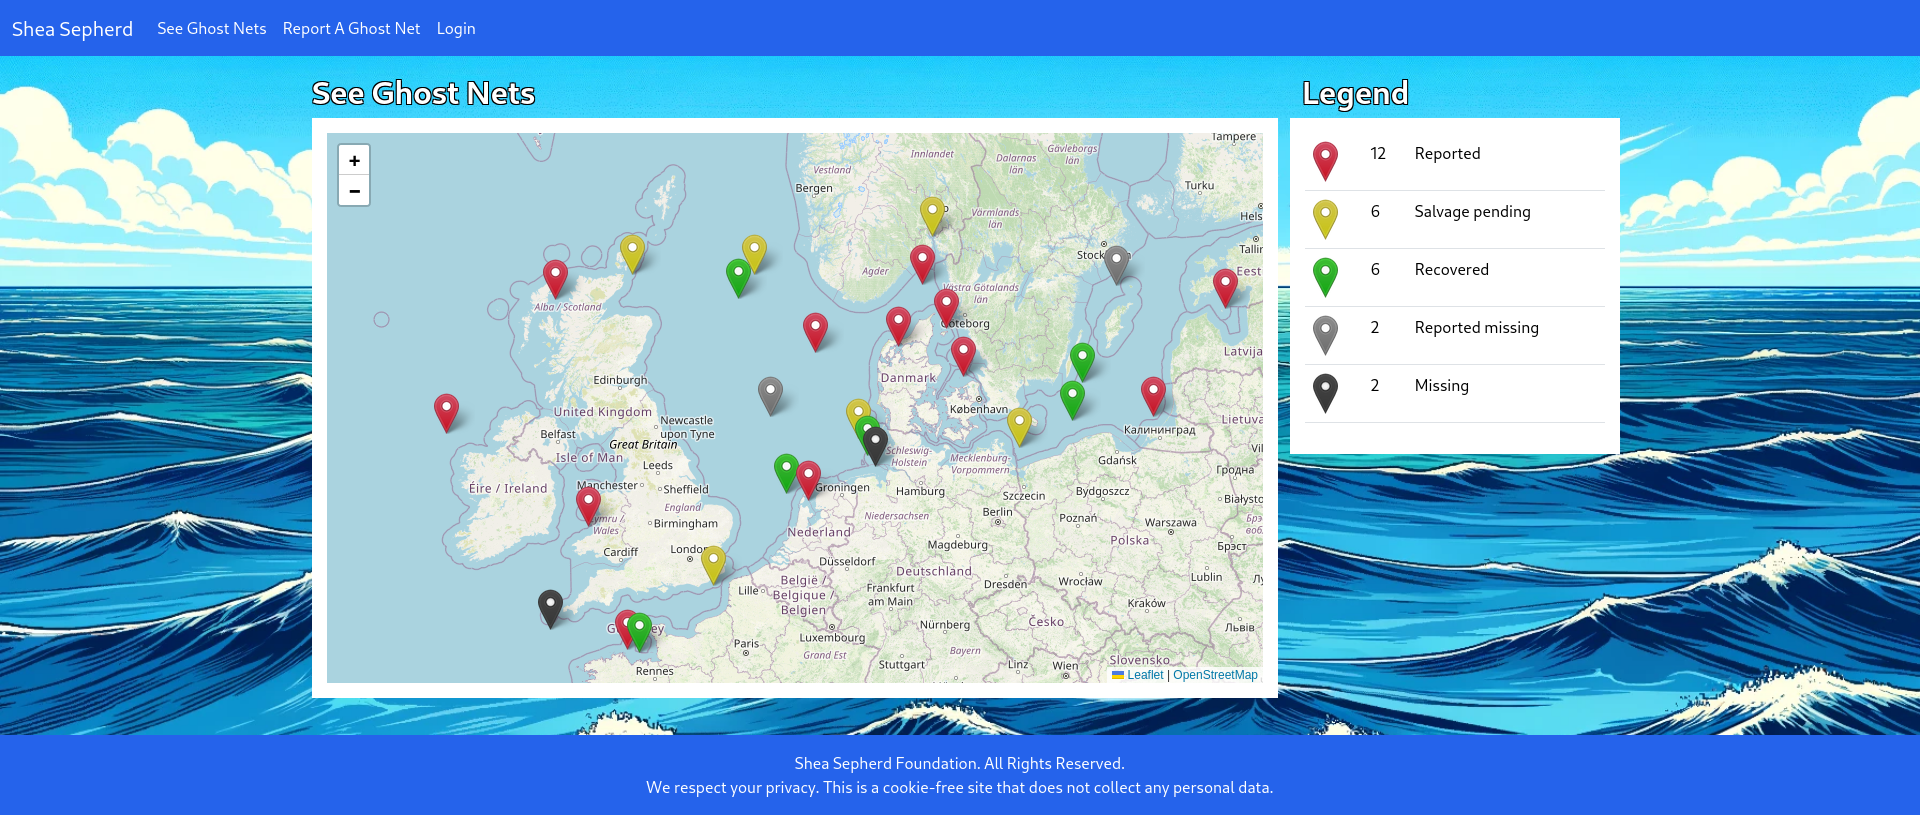 Shea Sepherd
See Ghost Nets
Report A Ghost Net
Login
See Ghost Nets
Legend
+
−
Tampere
Innlandet
Dalarnas län
Gävleborgs län
Vestland
Bergen
Turku
Värmlands län
Hels
Tallin
Stock
Agder
Eest
Västra Götalands län
Alba / Scotland
Göteborg
Latvija
Danmark
Edinburgh
United Kingdom
København
Newcastle upon Tyne
Lietuva
Belfast
Great Britain
Калининград
Isle of Man
Leeds
Schleswig-Holstein
Mecklenburg-Vorpommern
Gdańsk
Гродна
Manchester
Sheffield
Éire / Ireland
Groningen
Hamburg
Szczecin
Bydgoszcz
Białysto
England
Cymru / Wales
Birmingham
Niedersachsen
Berlin
Poznań
Warszawa
Nederland
Polska
Cardiff
London
Magdeburg
Брэст
Düsseldorf
Deutschland
Dresden
Wrocław
Lublin
Lille
België / Belgique / Belgien
Frankfurt am Main
Kraków
Česko
Nürnberg
Львів
Paris
Luxembourg
Grand Est
Bayern
Stuttgart
Linz
Wien
Slovensko
Rennes
Leaflet | OpenStreetMap
12 Reported
6 Salvage pending
6 Recovered
2 Reported missing
2 Missing
Shea Sepherd Foundation. All Rights Reserved.
We respect your privacy. This is a cookie-free site that does not collect any personal data.